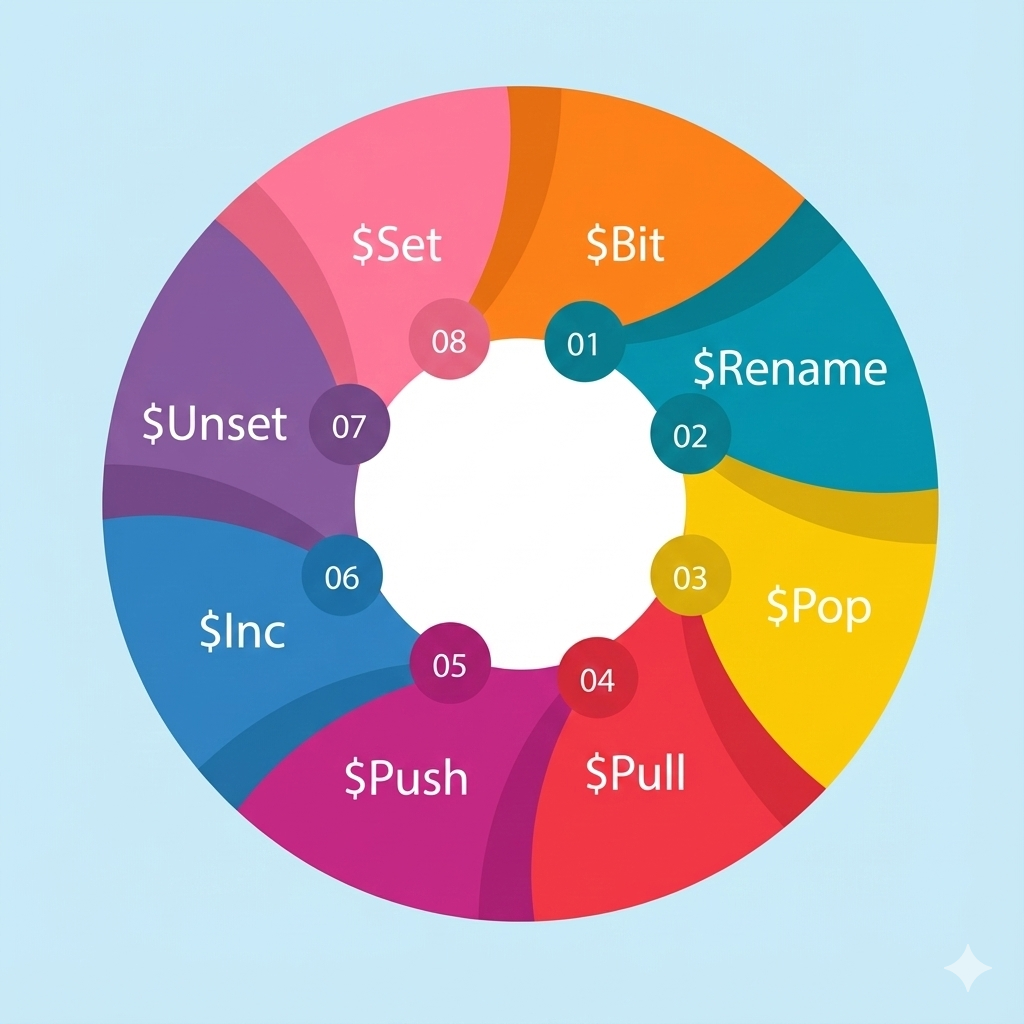 $Set
$Bit
08
01
$Rename
$Unset
07
02
06
03
$Inc
$Pop
05
04
$Push
$Pull